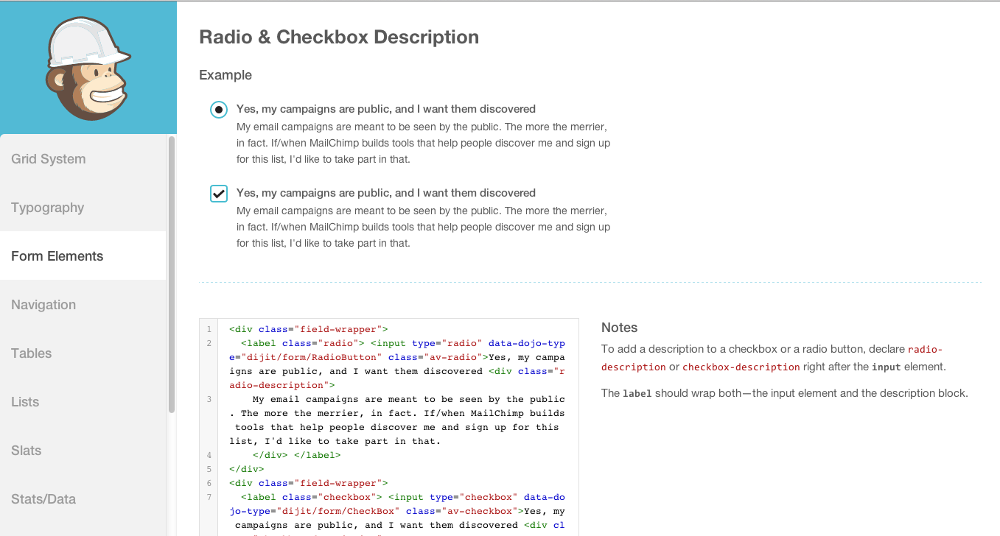 Radio & Checkbox Description
Example
Yes, my campaigns are public, and I want them discovered
My email campaigns are meant to be seen by the public. The more the merrier,
in fact. If/when MailChimp builds tools that help people discover me and sign up
for this list, I'd like to take part in that.
Yes, my campaigns are public, and I want them discovered
My email campaigns are meant to be seen by the public. The more the merrier,
in fact. If/when MailChimp builds tools that help people discover me and sign up
for this list, I'd like to take part in that.
Grid System
Typography
Form Elements
Navigation
Tables
Lists
Slats
Stats/Data
1 <div class="field-wrapper">
2 <label class="radio"> <input type="radio" data-dojo-typ
e="dijit/form/RadioButton" class="av-radio">Yes, my campa
igns are public, and I want them discovered <div class="r
adio-description">
3 My email campaigns are meant to be seen by the public
. The more the merrier, in fact. If/when MailChimp builds
tools that help people discover me and sign up for this
list, I'd like to take part in that.
4 </div> </label>
5 </div>
6 <div class="field-wrapper">
7 <label class="checkbox"> <input type="checkbox" data-do
jo-type="dijit/form/CheckBox" class="av-checkbox">Yes, my
campaigns are public, and I want them discovered <div cl
Notes
To add a description to a checkbox or a radio button, declare radio-
description or checkbox-description right after the input element.
The label should wrap both—the input element and the description block.